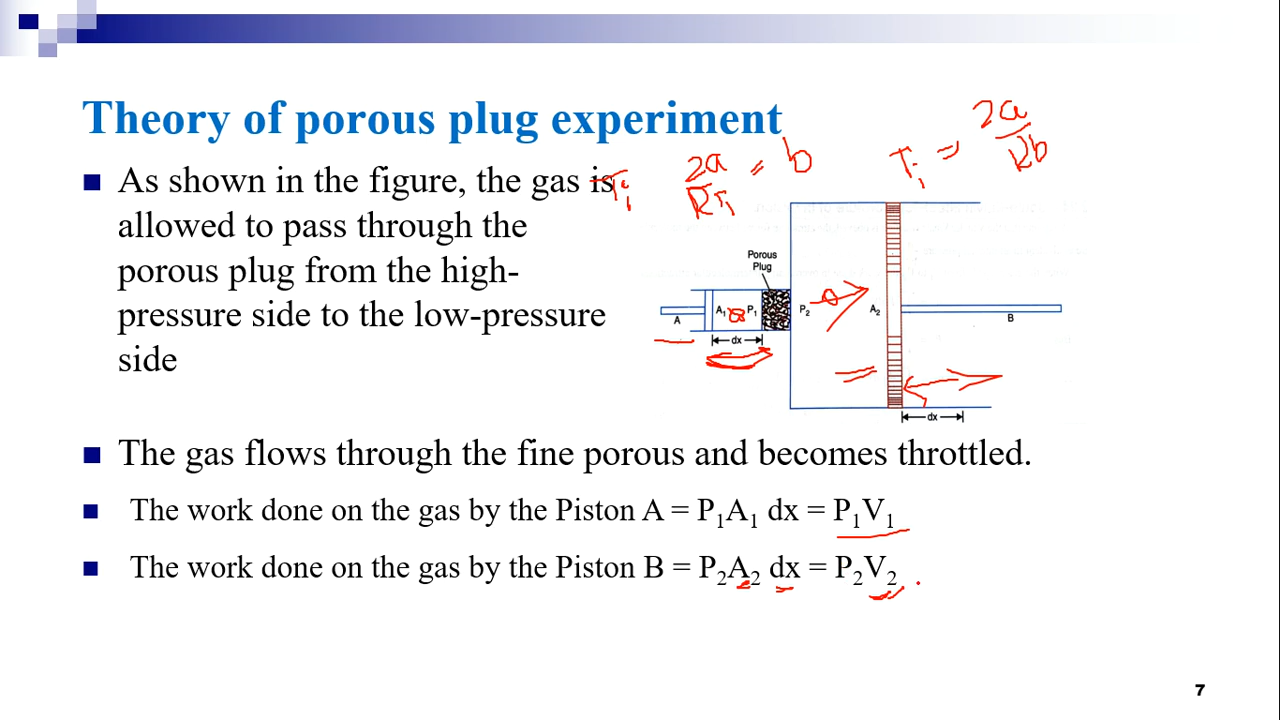 Theory of porous plug experiment
2a/RTi = b
Ti = 2a/Rb
Ti
■ As shown in the figure, the gas is
allowed to pass through the
porous plug from the high-
pressure side to the low-pressure
side
Porous
Plug
A
A₁
P₁
P₂
A₂
B
dx
dx
■ The gas flows through the fine porous and becomes throttled.
■ The work done on the gas by the Piston A = P₁A₁ dx = P₁V₁
■ The work done on the gas by the Piston B = P₂A₂ dx = P₂V₂
7